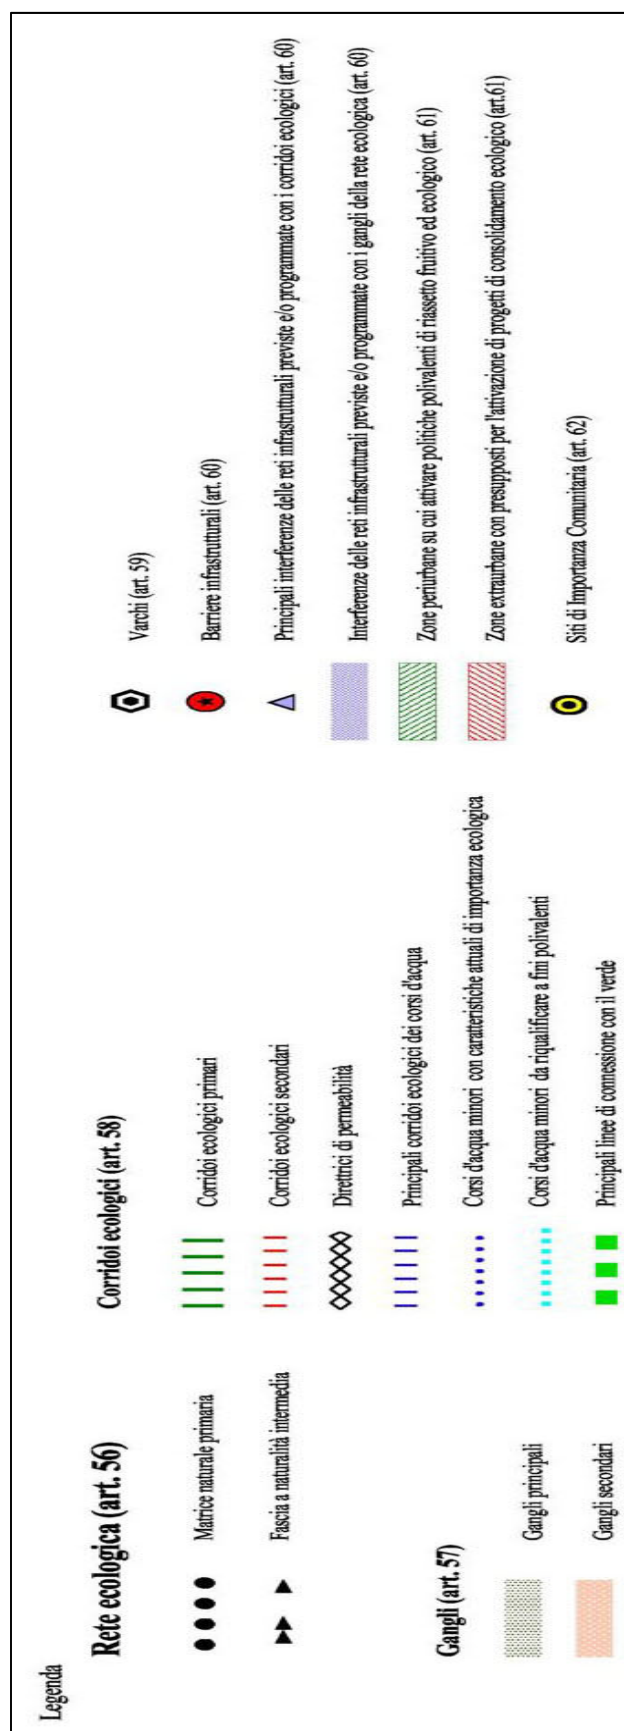 Legenda
Rete ecologica (art. 56)
Matrice naturale primaria
Fascia a naturalità intermedia
Gangli (art. 57)
Gangli principali
Gangli secondari
Corridoi ecologici (art. 58)
Corridoi ecologici primari
Corridoi ecologici secondari
Direttrici di permeabilità
Principali corridoi ecologici dei corsi d'acqua
Corsi d'acqua minori con caratteristiche attuali di importanza ecologica
Corsi d'acqua minori da riqualificare a fini polivalenti
Principali linee di connessione con il verde
Varchi (art. 59)
Barriere infrastrutturali (art. 60)
Principali interferenze delle reti infrastrutturali previste e/o programmate con i corridoi ecologici (art. 60)
Interferenze delle reti infrastrutturali previste e/o programmate con i gangli della rete ecologica (art. 60)
Zone periurbane su cui attivare politiche polivalenti di riassetto fruitivo ed ecologico (art. 61)
Zone extraurbane con presupposti per l'attivazione di progetti di consolidamento ecologico (art.61)
Siti di Importanza Comunitaria (art. 62)